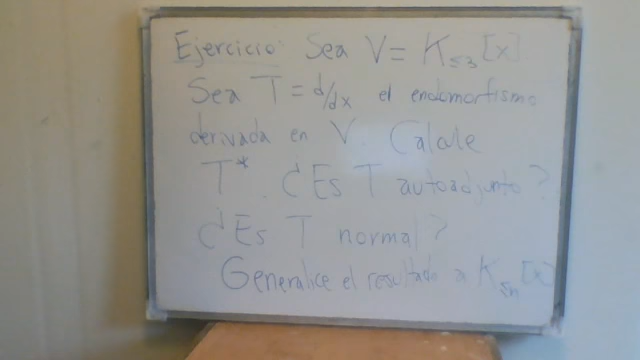 Ejercicio: Sea V = K≤3[x]
Sea T = d/dx el endomorfismo
derivada en V. Calcule
T* ¿Es T autoadjunto?
¿Es T normal?
Generalice el resultado a K≤n[x]